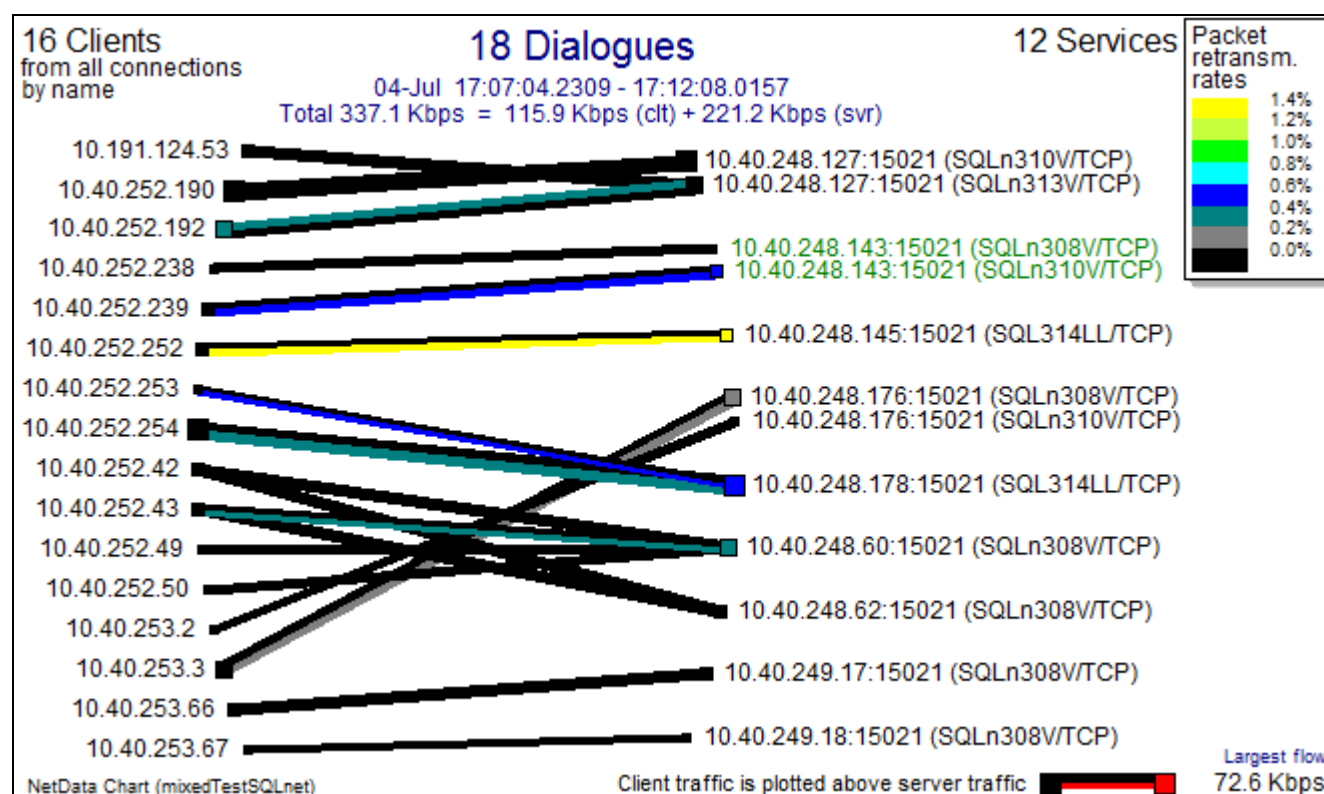 16 Clients
from all connections
by name
18 Dialogues
04-Jul 17:07:04.2309 - 17:12:08.0157
Total 337.1 Kbps = 115.9 Kbps (clt) + 221.2 Kbps (svr)
12 Services
Packet
retransm.
rates
1.4%
1.2%
1.0%
0.8%
0.6%
0.4%
0.2%
0.0%
10.191.124.53
10.40.252.190
10.40.252.192
10.40.252.238
10.40.252.239
10.40.252.252
10.40.252.253
10.40.252.254
10.40.252.42
10.40.252.43
10.40.252.49
10.40.252.50
10.40.253.2
10.40.253.3
10.40.253.66
10.40.253.67
10.40.248.127:15021 (SQLn310V/TCP)
10.40.248.127:15021 (SQLn313V/TCP)
10.40.248.143:15021 (SQLn308V/TCP)
10.40.248.143:15021 (SQLn310V/TCP)
10.40.248.145:15021 (SQL314LL/TCP)
10.40.248.176:15021 (SQLn308V/TCP)
10.40.248.176:15021 (SQLn310V/TCP)
10.40.248.178:15021 (SQL314LL/TCP)
10.40.248.60:15021 (SQLn308V/TCP)
10.40.248.62:15021 (SQLn308V/TCP)
10.40.249.17:15021 (SQLn308V/TCP)
10.40.249.18:15021 (SQLn308V/TCP)
NetData Chart (mixedTestSQLnet)
Client traffic is plotted above server traffic
Largest flow
72.6 Kbps